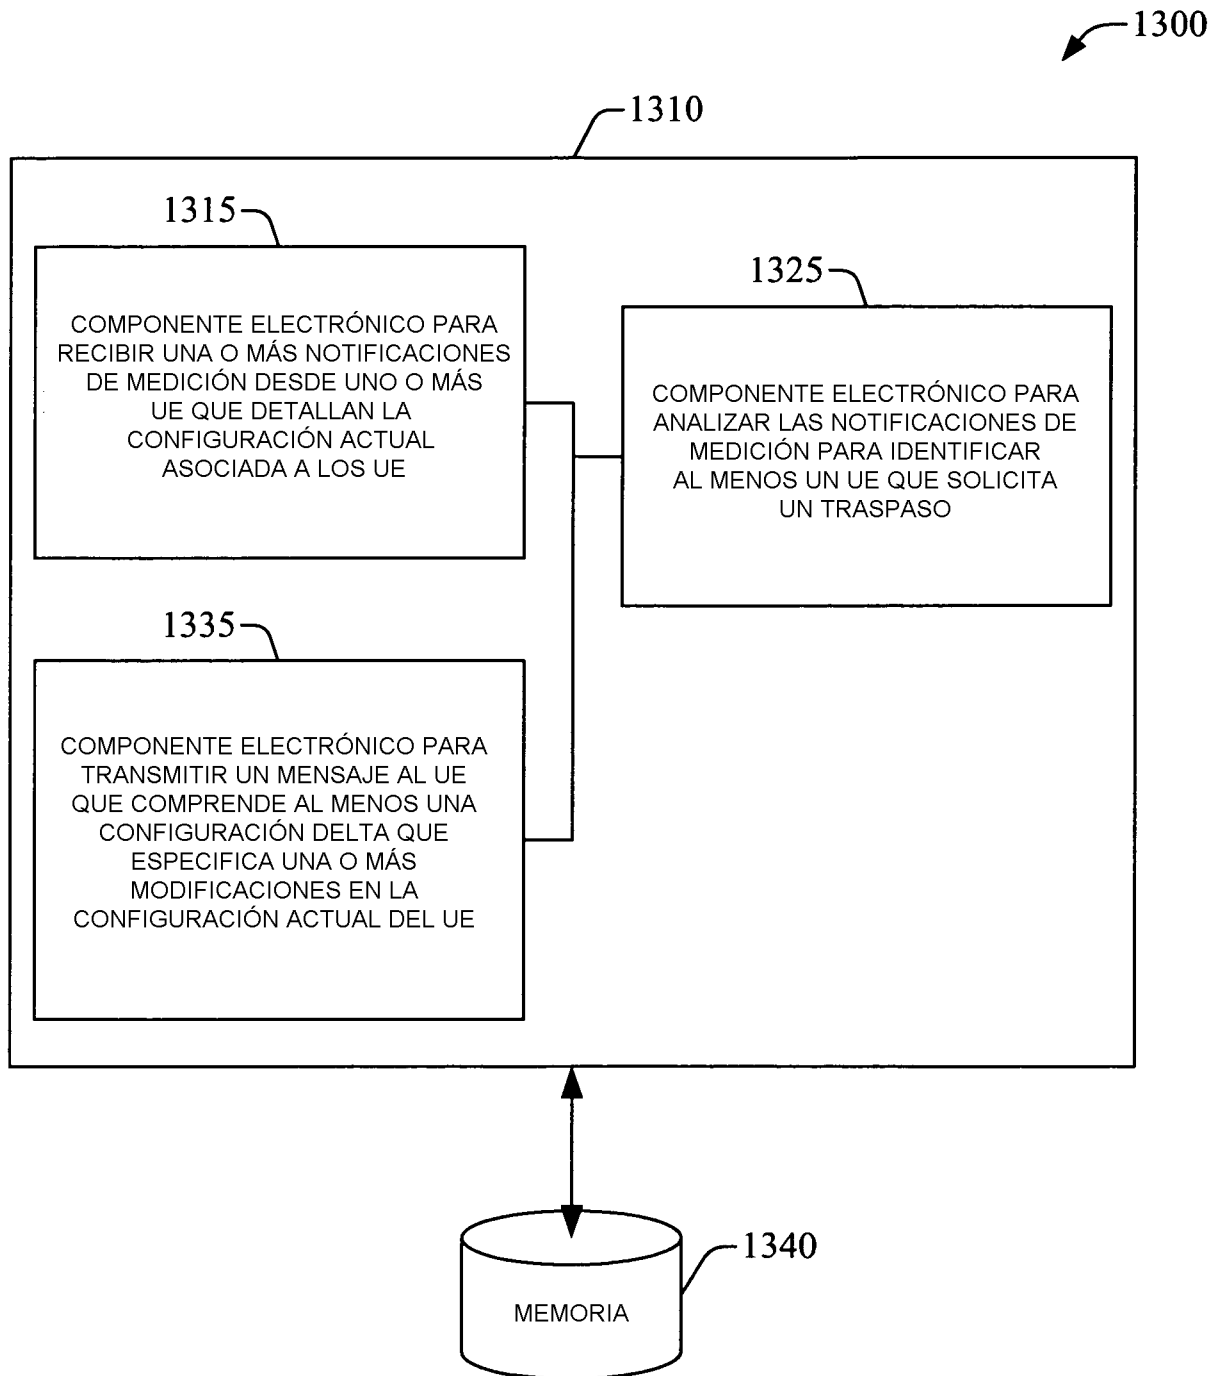 1300
1310
1315
COMPONENTE ELECTRÓNICO PARA
RECIBIR UNA O MÁS NOTIFICACIONES
DE MEDICIÓN DESDE UNO O MÁS
UE QUE DETALLAN LA
CONFIGURACIÓN ACTUAL
ASOCIADA A LOS UE
1325
COMPONENTE ELECTRÓNICO PARA
ANALIZAR LAS NOTIFICACIONES DE
MEDICIÓN PARA IDENTIFICAR
AL MENOS UN UE QUE SOLICITA
UN TRASPASO
1335
COMPONENTE ELECTRÓNICO PARA
TRANSMITIR UN MENSAJE AL UE
QUE COMPRENDE AL MENOS UNA
CONFIGURACIÓN DELTA QUE
ESPECIFICA UNA O MÁS
MODIFICACIONES EN LA
CONFIGURACIÓN ACTUAL DEL UE
1340
MEMORIA